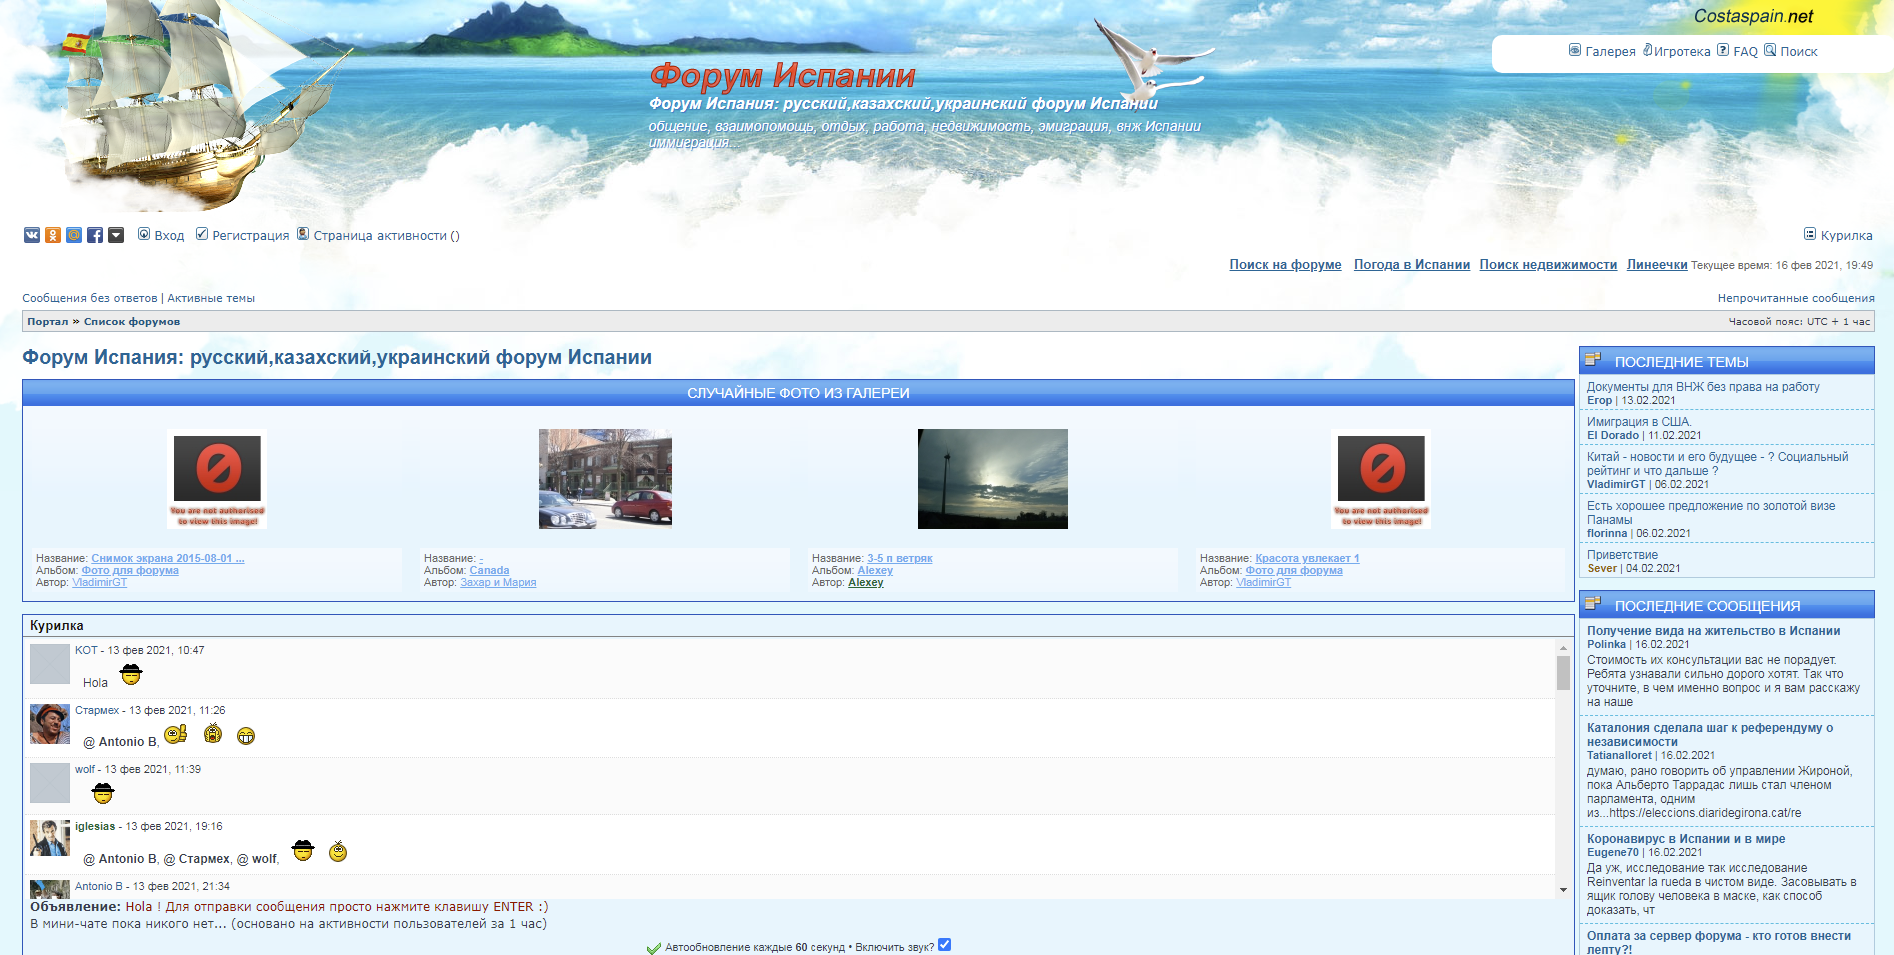 Costaspain.net
Галерея Игротека FAQ Поиск
Форум Испании
Форум Испания: русский,казахский,украинский форум Испании
общение, взаимопомощь, отдых, работа, недвижимость, эмиграция, внж Испании
иммиграция...
Вход Регистрация Страница активности ()
Курилка
Поиск на форуме Погода в Испании Поиск недвижимости Линеечки Текущее время: 16 фев 2021, 19:49
Сообщения без ответов | Активные темы
Непрочитанные сообщения
Портал » Список форумов
Часовой пояс: UTC + 1 час
Форум Испания: русский,казахский,украинский форум Испании
СЛУЧАЙНЫЕ ФОТО ИЗ ГАЛЕРЕИ
You are not authorised
to view this image!
You are not authorised
to view this image!
Название: Снимок экрана 2015-08-01 ...
Альбом: Фото для форума
Автор: VladimirGT
Название: -
Альбом: Canada
Автор: Захар и Мария
Название: 3-5 п ветряк
Альбом: Alexey
Автор: Alexey
Название: Красота увлекает 1
Альбом: Фото для форума
Автор: VladimirGT
Курилка
КОТ - 13 фев 2021, 10:47
Hola
Стармех - 13 фев 2021, 11:26
@ Antonio B,
wolf - 13 фев 2021, 11:39
iglesias - 13 фев 2021, 19:16
@ Antonio B, @ Стармех, @ wolf,
Antonio B - 13 фев 2021, 21:34
Объявление: Hola ! Для отправки сообщения просто нажмите клавишу ENTER :)
В мини-чате пока никого нет... (основано на активности пользователей за 1 час)
Автообновление каждые 60 секунд • Включить звук?
ПОСЛЕДНИЕ ТЕМЫ
Документы для ВНЖ без права на работу
Егор | 13.02.2021
Имиграция в США.
El Dorado | 11.02.2021
Китай - новости и его будущее - ? Социальный
рейтинг и что дальше ?
VladimirGT | 06.02.2021
Есть хорошее предложение по золотой визе
Панамы
florinna | 06.02.2021
Приветствие
Sever | 04.02.2021
ПОСЛЕДНИЕ СООБЩЕНИЯ
Получение вида на жительство в Испании
Polinka | 16.02.2021
Стоимость их консультации вас не порадует.
Ребята узнавали сильно дорого хотят. Так что
уточните, в чем именно вопрос и я вам расскажу
на наше
Каталония сделала шаг к референдуму о
независимости
Tatianalloret | 16.02.2021
думаю, рано говорить об управлении Жироной,
пока Альберто Таррадас лишь стал членом
парламента, одним
из...https://eleccions.diaridegirona.cat/re
Коронавирус в Испании и в мире
Eugene70 | 16.02.2021
Да уж, исследование так исследование
Reinventar la rueda в чистом виде. Засовывать в
ящик голову человека в маске, как способ
доказать, чт
Оплата за сервер форума - кто готов внести
лепту?!